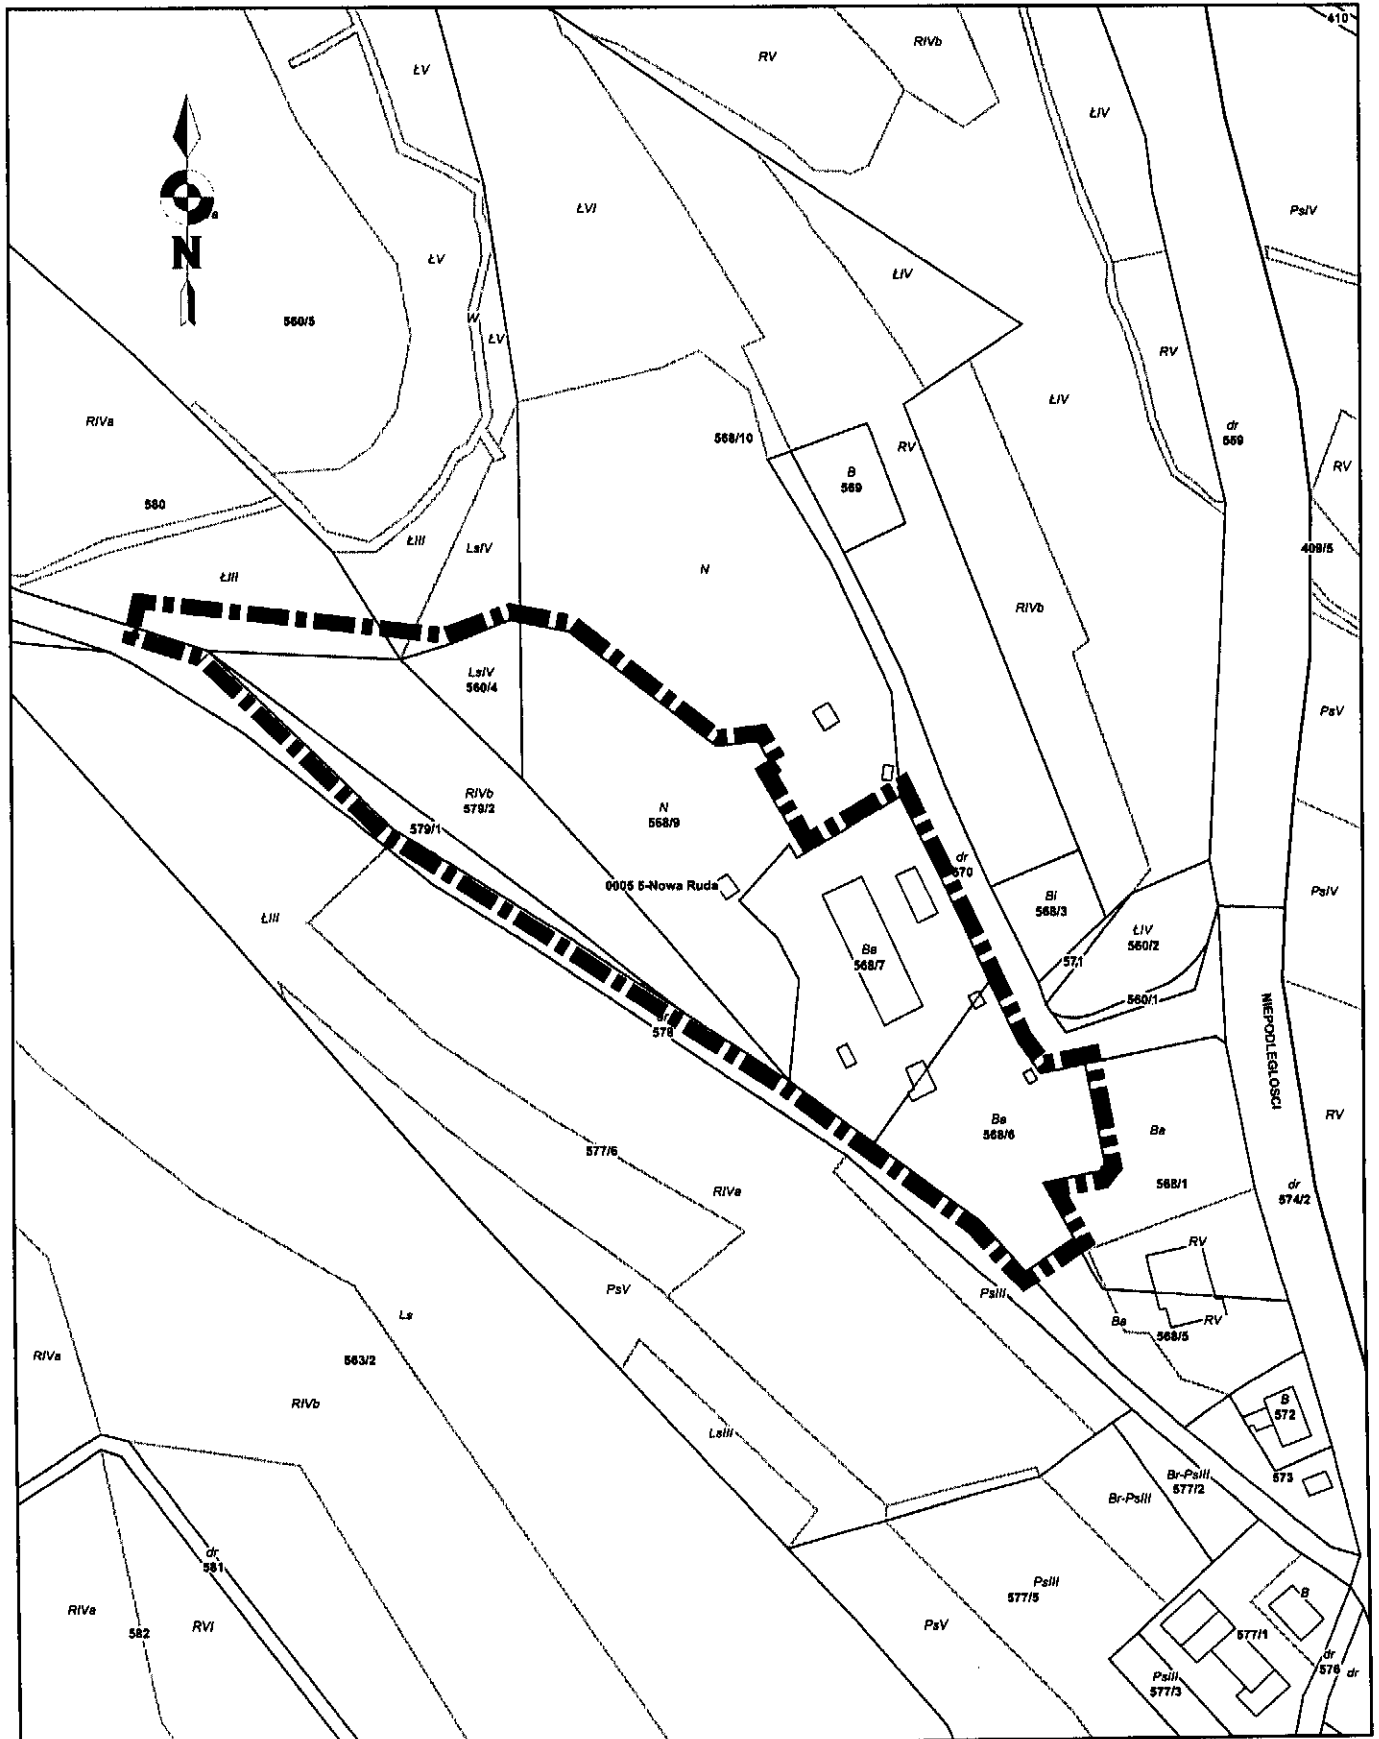 410
RIVb
RV
ŁV
ŁIV
PsIV
ŁVI
N
ŁV
ŁIV
560/5
W
ŁV
RV
RIVa
ŁIV
dr
559
568/10
RV
RV
B
569
580
ŁIII
LsIV
409/5
N
ŁIII
RIVb
LsIV
560/4
PsV
RIVb
579/2
N
568/9
579/1
dr
570
0005 5-Nowa Ruda
Bi
568/3
PsIV
ŁIII
ŁIV
560/2
Ba
568/7
571
560/1
NIEPODLEGŁOSCI
dr
578
RV
Ba
568/6
Ba
577/6
568/1
RIVa
dr
574/2
RV
PsV
PsIII
Ls
Ba
RV
568/5
RIVa
563/2
RIVb
B
572
LsIII
Br-PsIII
577/2
573
Br-PsIII
dr
581
PsIII
577/5
B
RIVa
RVI
582
PsV
577/1
dr
576
dr
PsIII
577/3